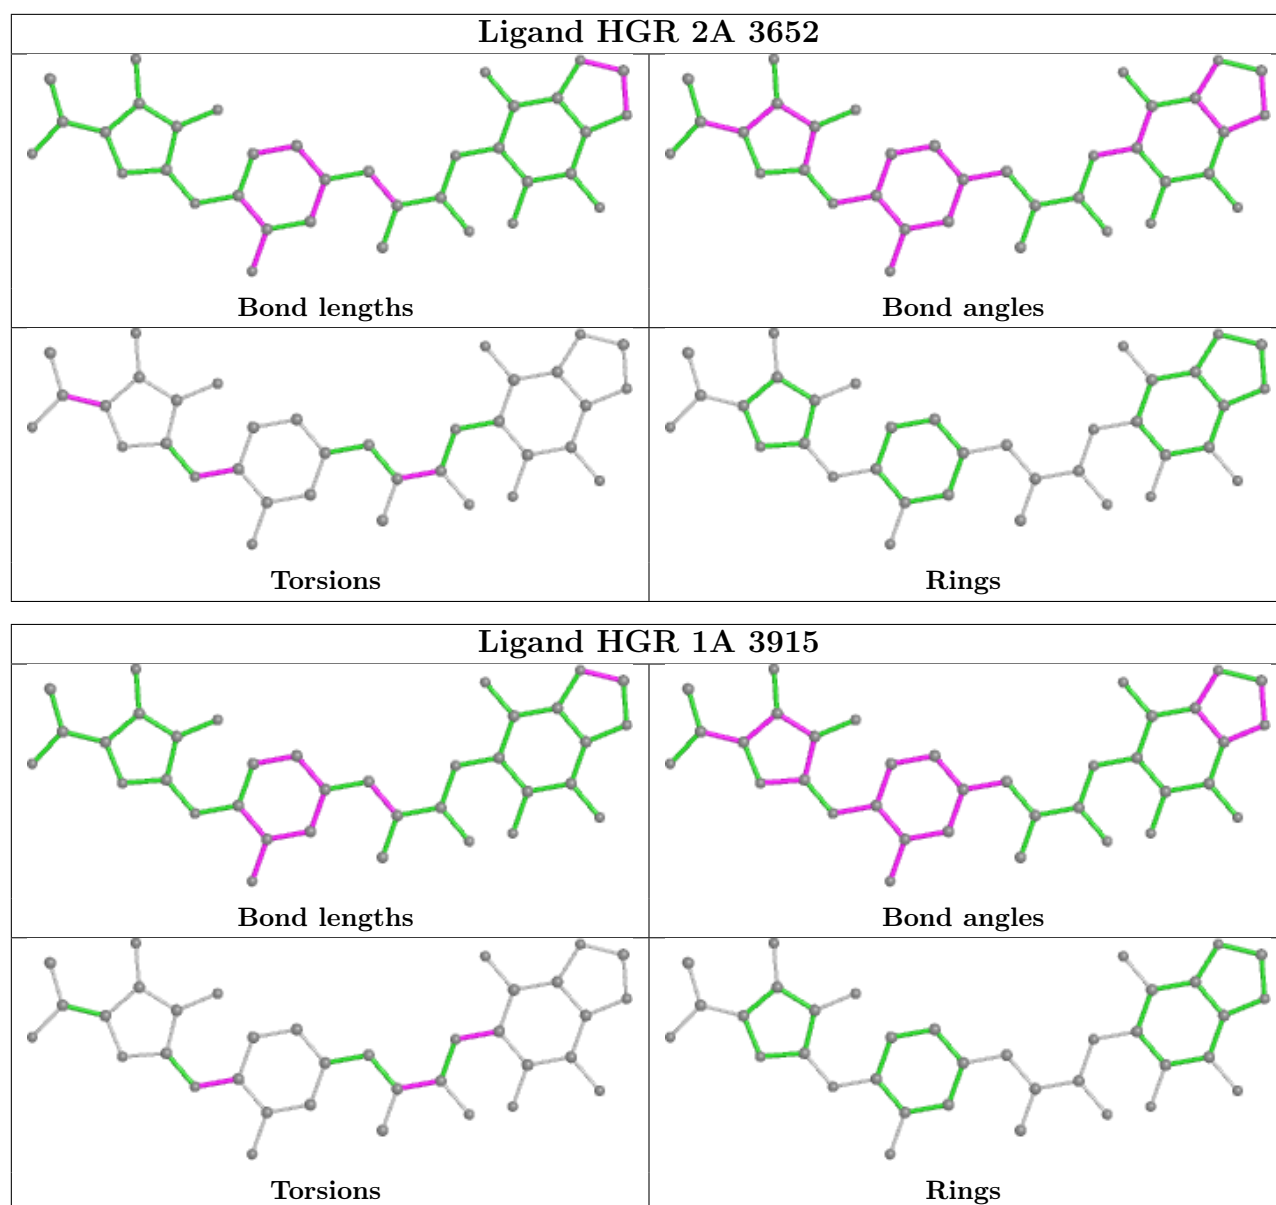 Ligand HGR 2A 3652
Bond lengths
Bond angles
Torsions
Rings
Ligand HGR 1A 3915
Bond lengths
Bond angles
Torsions
Rings